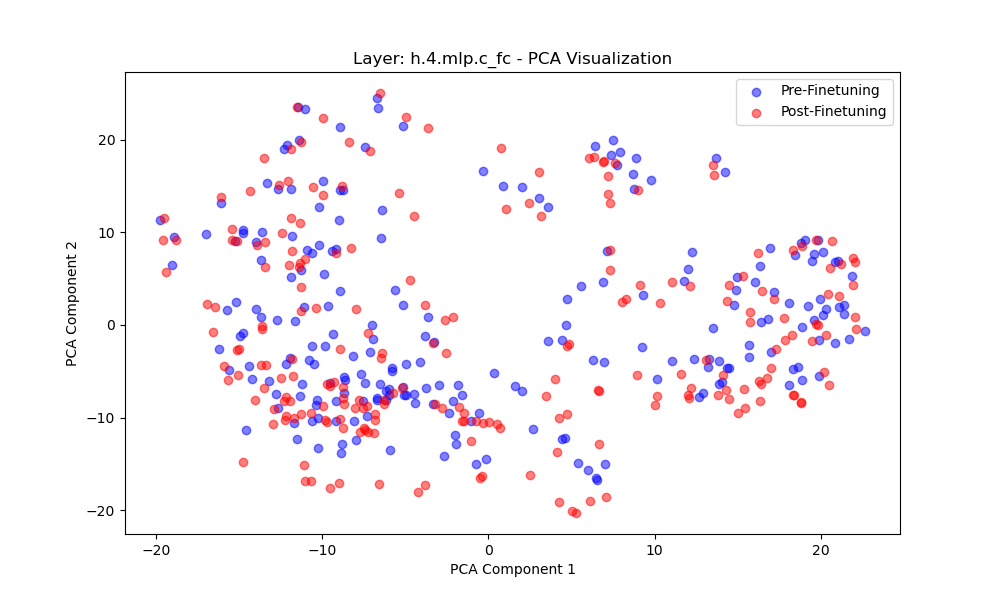 Layer: h.4.mlp.c_fc - PCA Visualization
Pre-Finetuning
Post-Finetuning
PCA Component 2
20
10
0
−10
−20
−20 −10 0 10 20
PCA Component 1